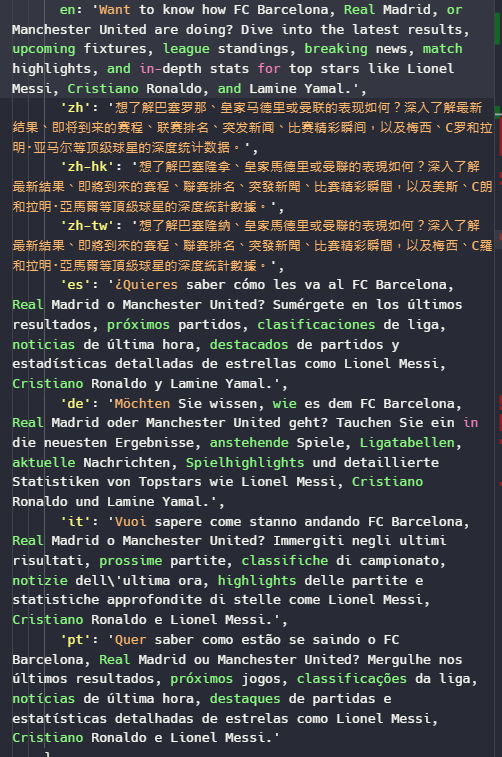 en: 'Want to know how FC Barcelona, Real Madrid, or
Manchester United are doing? Dive into the latest results,
upcoming fixtures, league standings, breaking news, match
highlights, and in-depth stats for top stars like Lionel
Messi, Cristiano Ronaldo, and Lamine Yamal.',
'zh': '想了解巴塞罗那、皇家马德里或曼联的表现如何？深入了解最新
结果、即将到来的赛程、联赛排名、突发新闻、比赛精彩瞬间，以及梅西、C罗和拉
明·亚马尔等顶级球星的深度统计数据。',
'zh-hk': '想了解巴塞隆拿、皇家馬德里或曼聯的表現如何？深入了解
最新結果、即將到來的賽程、聯賽排名、突發新聞、比賽精彩瞬間，以及美斯、C朗
和拉明·亞馬爾等頂級球星的深度統計數據。',
'zh-tw': '想了解巴塞隆納、皇家馬德里或曼聯的表現如何？深入了解
最新結果、即將到來的賽程、聯賽排名、突發新聞、比賽精彩瞬間，以及梅西、C羅
和拉明·亞馬爾等頂級球星的深度統計數據。',
'es': '¿Quieres saber cómo les va al FC Barcelona,
Real Madrid o Manchester United? Sumérgete en los últimos
resultados, próximos partidos, clasificaciones de liga,
noticias de última hora, destacados de partidos y
estadísticas detalladas de estrellas como Lionel Messi,
Cristiano Ronaldo y Lamine Yamal.',
'de': 'Möchten Sie wissen, wie es dem FC Barcelona,
Real Madrid oder Manchester United geht? Tauchen Sie ein in
die neuesten Ergebnisse, anstehende Spiele, Ligatabellen,
aktuelle Nachrichten, Spielhighlights und detaillierte
Statistiken von Topstars wie Lionel Messi, Cristiano
Ronaldo und Lamine Yamal.',
'it': 'Vuoi sapere come stanno andando FC Barcelona,
Real Madrid o Manchester United? Immergiti negli ultimi
risultati, prossime partite, classifiche di campionato,
notizie dell\'ultima ora, highlights delle partite e
statistiche approfondite di stelle come Lionel Messi,
Cristiano Ronaldo e Lionel Messi.',
'pt': 'Quer saber como estão se saindo o FC
Barcelona, Real Madrid ou Manchester United? Mergulhe nos
últimos resultados, próximos jogos, classificações da liga,
notícias de última hora, destaques de partidas e
estatísticas detalhadas de estrelas como Lionel Messi,
Cristiano Ronaldo e Lionel Messi.'